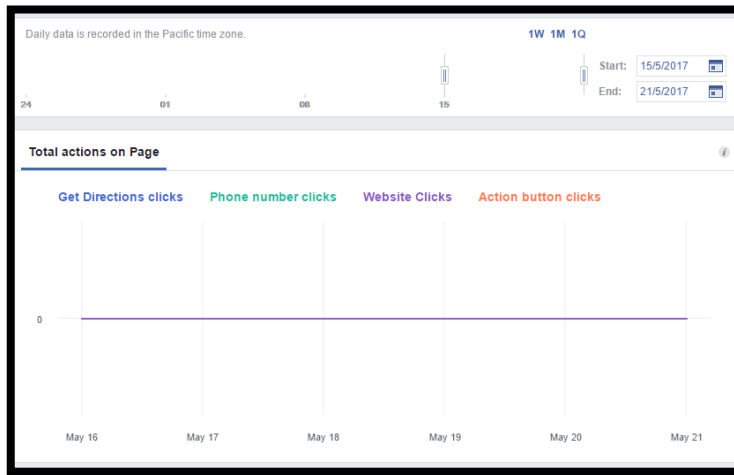 Daily data is recorded in the Pacific time zone.
1W 1M 1Q
Start: 15/5/2017
End: 21/5/2017
24 01 08 15
Total actions on Page
Get Directions clicks Phone number clicks Website Clicks Action button clicks
0
May 16 May 17 May 18 May 19 May 20 May 21